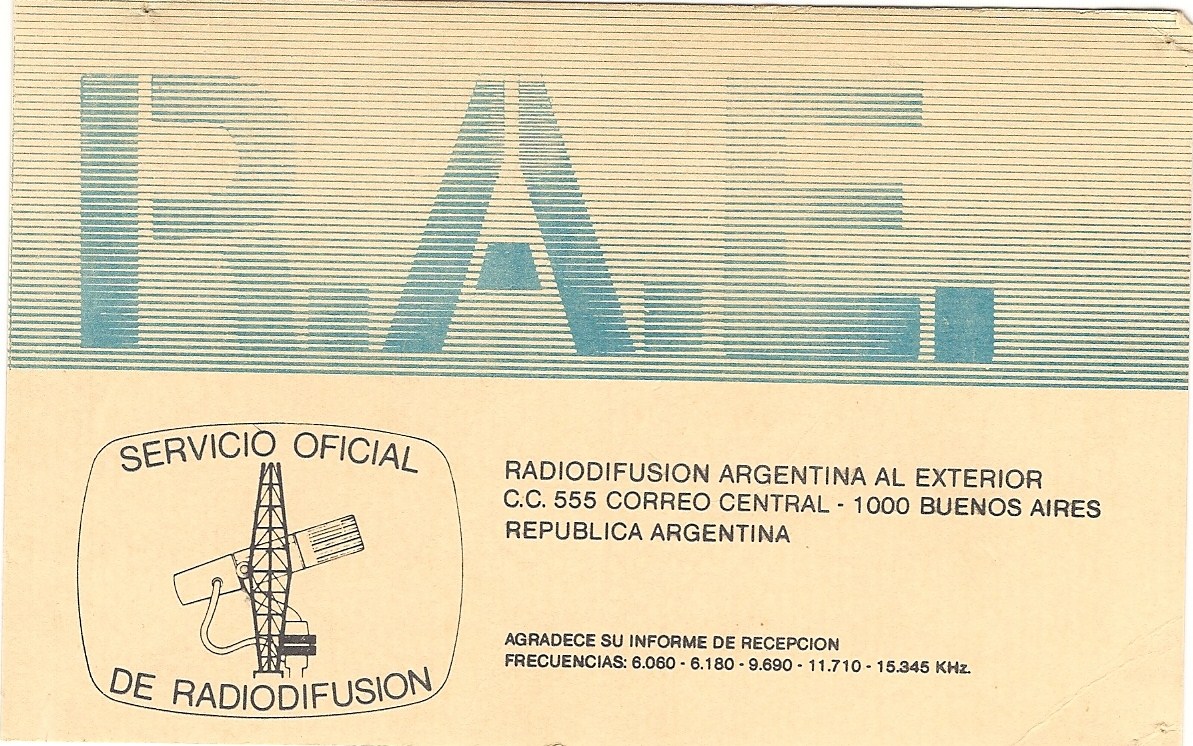 R.A.E.
SERVICIO OFICIAL
DE RADIODIFUSION
RADIODIFUSION ARGENTINA AL EXTERIOR
C.C. 555 CORREO CENTRAL - 1000 BUENOS AIRES
REPUBLICA ARGENTINA
AGRADECE SU INFORME DE RECEPCION
FRECUENCIAS: 6.060 - 6.180 - 9.690 - 11.710 - 15.345 KHz.